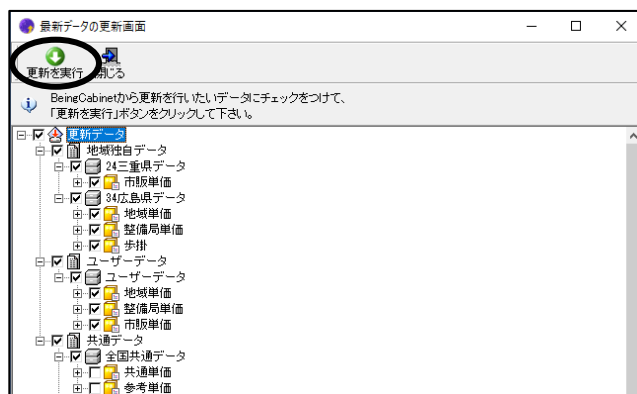 最新データの更新画面
更新を実行 閉じる
BeingCabinetから更新を行いたいデータにチェックをつけて、
「更新を実行」ボタンをクリックして下さい。
更新データ
地域独自データ
24三重県データ
市販単価
34広島県データ
地域単価
整備局単価
歩掛
ユーザーデータ
ユーザーデータ
地域単価
整備局単価
市販単価
共通データ
全国共通データ
共通単価
参考単価